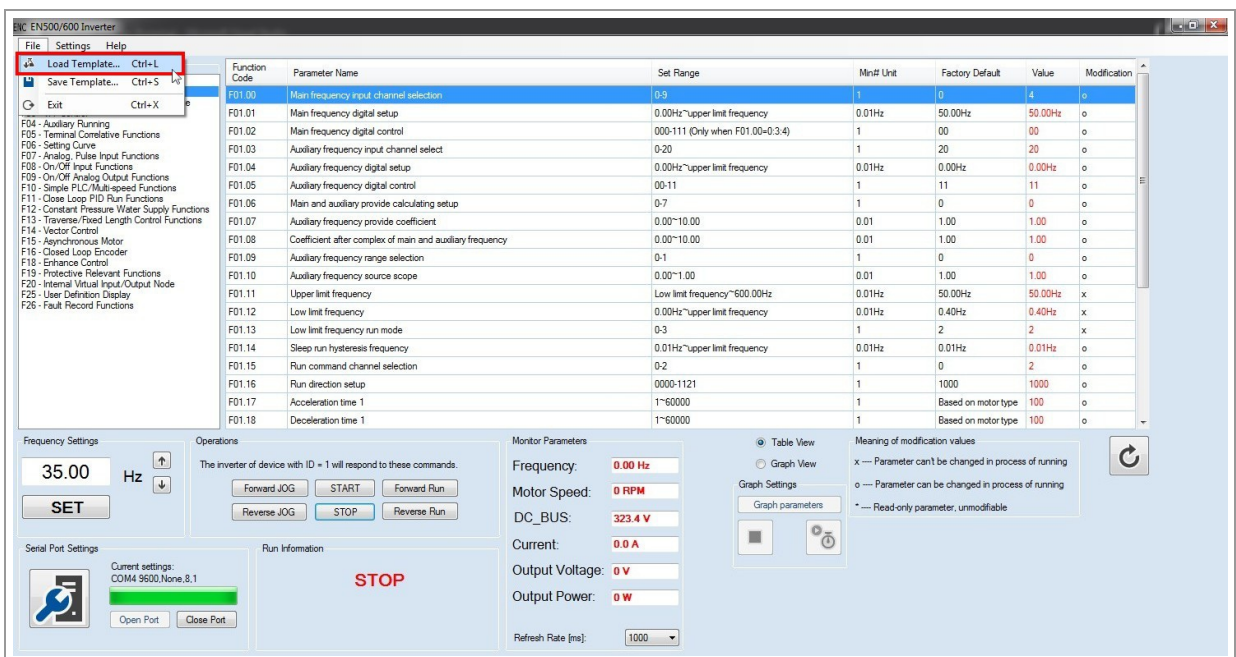 ENC EN500/600 Inverter
File Settings Help
Load Template... Ctrl+L
Save Template... Ctrl+S
Exit Ctrl+X
F04 - Auxiliary Running
F05 - Terminal Correlative Functions
F06 - Setting Curve
F07 - Analog, Pulse Input Functions
F08 - On/Off Input Functions
F09 - On/Off Analog Output Functions
F10 - Simple PLC/Multi-speed Functions
F11 - Close Loop PID Run Functions
F12 - Constant Pressure Water Supply Functions
F13 - Traverse/Fixed Length Control Functions
F14 - Vector Control
F15 - Asynchronous Motor
F16 - Closed Loop Encoder
F18 - Enhance Control
F19 - Protective Relevant Functions
F20 - Internal Virtual Input/Output Node
F25 - User Definition Display
F26 - Fault Record Functions
Function Code Parameter Name Set Range Min# Unit Factory Default Value Modification
F01.00 Main frequency input channel selection 0-9 1 0 4 o
F01.01 Main frequency digital setup 0.00Hz~upper limit frequency 0.01Hz 50.00Hz 50.00Hz o
F01.02 Main frequency digital control 000-111 (Only when F01.00=0:3:4) 1 00 00 o
F01.03 Auxiliary frequency input channel select 0-20 1 20 20 o
F01.04 Auxiliary frequency digital setup 0.00Hz~upper limit frequency 0.01Hz 0.00Hz 0.00Hz o
F01.05 Auxiliary frequency digital control 00-11 1 11 11 o
F01.06 Main and auxiliary provide calculating setup 0-7 1 0 0 o
F01.07 Auxiliary frequency provide coefficient 0.00~10.00 0.01 1.00 1.00 o
F01.08 Coefficient after complex of main and auxiliary frequency 0.00~10.00 0.01 1.00 1.00 o
F01.09 Auxiliary frequency range selection 0-1 1 0 0 o
F01.10 Auxiliary frequency source scope 0.00~1.00 0.01 1.00 1.00 o
F01.11 Upper limit frequency Low limit frequency~600.00Hz 0.01Hz 50.00Hz 50.00Hz x
F01.12 Low limit frequency 0.00Hz~upper limit frequency 0.01Hz 0.40Hz 0.40Hz x
F01.13 Low limit frequency run mode 0-3 1 2 2 x
F01.14 Sleep run hysteresis frequency 0.01Hz~upper limit frequency 0.01Hz 0.01Hz 0.01Hz o
F01.15 Run command channel selection 0-2 1 0 2 o
F01.16 Run direction setup 0000-1121 1 1000 1000 o
F01.17 Acceleration time 1 1~60000 1 Based on motor type 100 o
F01.18 Deceleration time 1 1~60000 1 Based on motor type 100 o
Frequency Settings
35.00 Hz
SET
Operations
The inverter of device with ID = 1 will respond to these commands.
Forward JOG START Forward Run
Reverse JOG STOP Reverse Run
Serial Port Settings
Current settings:
COM4 9600,None,8,1
Open Port Close Port
Run Information
STOP
Monitor Parameters
Frequency: 0.00 Hz
Motor Speed: 0 RPM
DC_BUS: 323.4 V
Current: 0.0 A
Output Voltage: 0 V
Output Power: 0 W
Refresh Rate [ms]: 1000
Table View
Graph View
Graph Settings
Graph parameters
Meaning of modification values
x --- Parameter can't be changed in process of running
o --- Parameter can be changed in process of running
* --- Read-only parameter, unmodifiable